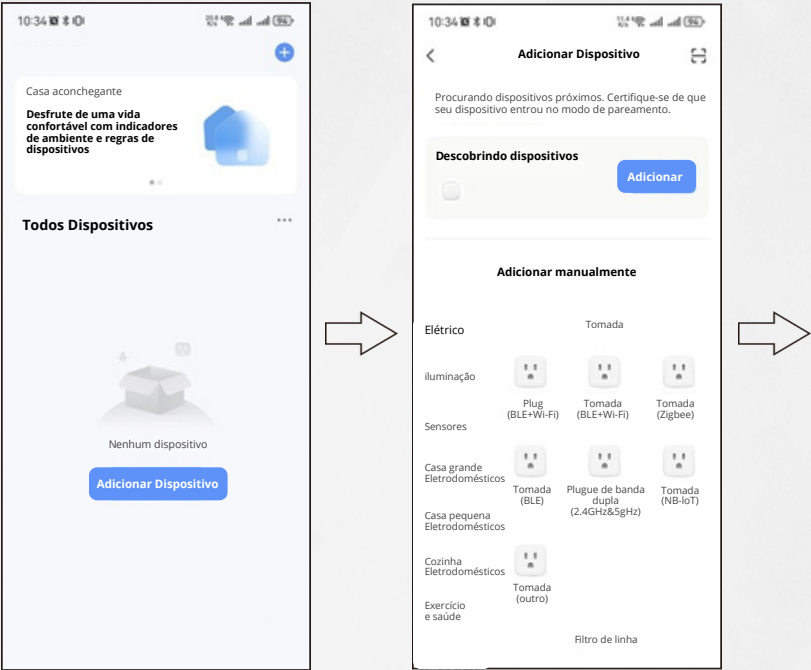 10:34
94
Casa aconchegante
Desfrute de uma vida
confortável com indicadores
de ambiente e regras de
dispositivos
Todos Dispositivos
Nenhum dispositivo
Adicionar Dispositivo
10:34
94
Adicionar Dispositivo
Procurando dispositivos próximos. Certifique-se de que
seu dispositivo entrou no modo de pareamento.
Descobrindo dispositivos
Adicionar
Adicionar manualmente
Elétrico
iluminação
Sensores
Casa grande
Eletrodomésticos
Casa pequena
Eletrodomésticos
Cozinha
Eletrodomésticos
Exercício
e saúde
Tomada
Plug
(BLE+Wi-Fi)
Tomada
(BLE+Wi-Fi)
Tomada
(Zigbee)
Tomada
(BLE)
Plugue de banda
dupla
(2.4GHz&5gHz)
Tomada
(NB-IoT)
Tomada
(outro)
Filtro de linha